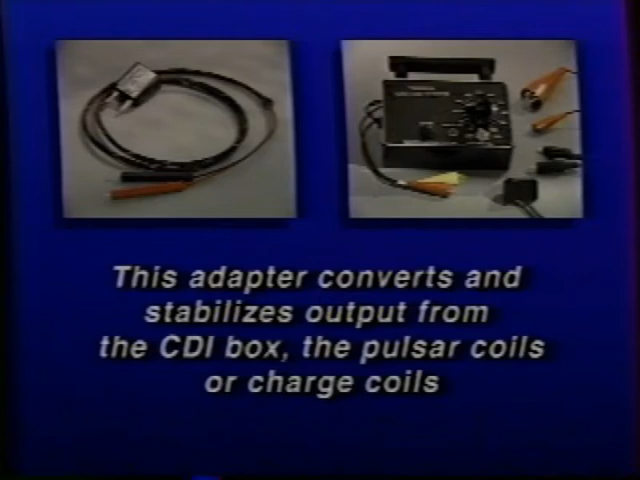 This adapter converts and
stabilizes output from
the CDI box, the pulsar coils
or charge coils